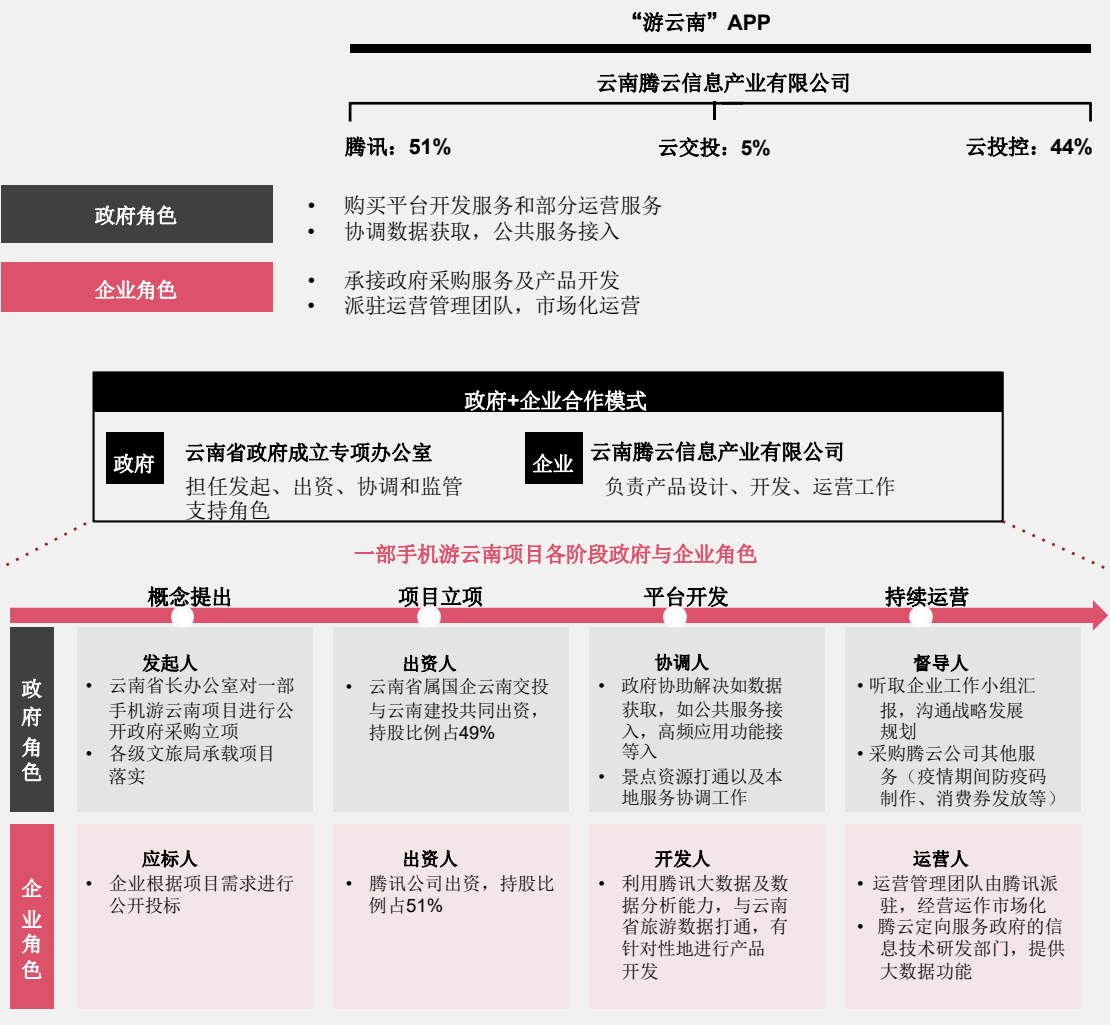 “游云南”APP
云南腾云信息产业有限公司
腾讯：51%
云交投：5%
云投控：44%
政府角色
• 购买平台开发服务和部分运营服务
• 协调数据获取，公共服务接入
企业角色
• 承接政府采购服务及产品开发
• 派驻运营管理团队，市场化运营
政府+企业合作模式
政府
云南省政府成立专项办公室
担任发起、出资、协调和监管
支持角色
企业
云南腾云信息产业有限公司
负责产品设计、开发、运营工作
一部手机游云南项目各阶段政府与企业角色
概念提出
项目立项
平台开发
持续运营
政府角色
发起人
• 云南省长办公室对一部
手机游云南项目进行公
开政府采购立项
• 各级文旅局承载项目
落实
出资人
• 云南省属国企云南交投
与云南建投共同出资，
持股比例占49%
协调人
• 政府协助解决如数据
获取，如公共服务接
入，高频应用功能接
等入
• 景点资源打通以及本
地服务协调工作
督导人
• 听取企业工作小组汇
报，沟通战略发展
规划
• 采购腾云公司其他服
务（疫情期间防疫码
制作、消费券发放等）
企业角色
应标人
• 企业根据项目需求进行
公开投标
出资人
• 腾讯公司出资，持股比
例占51%
开发人
• 利用腾讯大数据及数
据分析能力，与云南
省旅游数据打通，有
针对性地进行产品
开发
运营人
• 运营管理团队由腾讯派
驻，经营运作市场化
• 腾云定向服务政府的信
息技术研发部门，提供
大数据功能